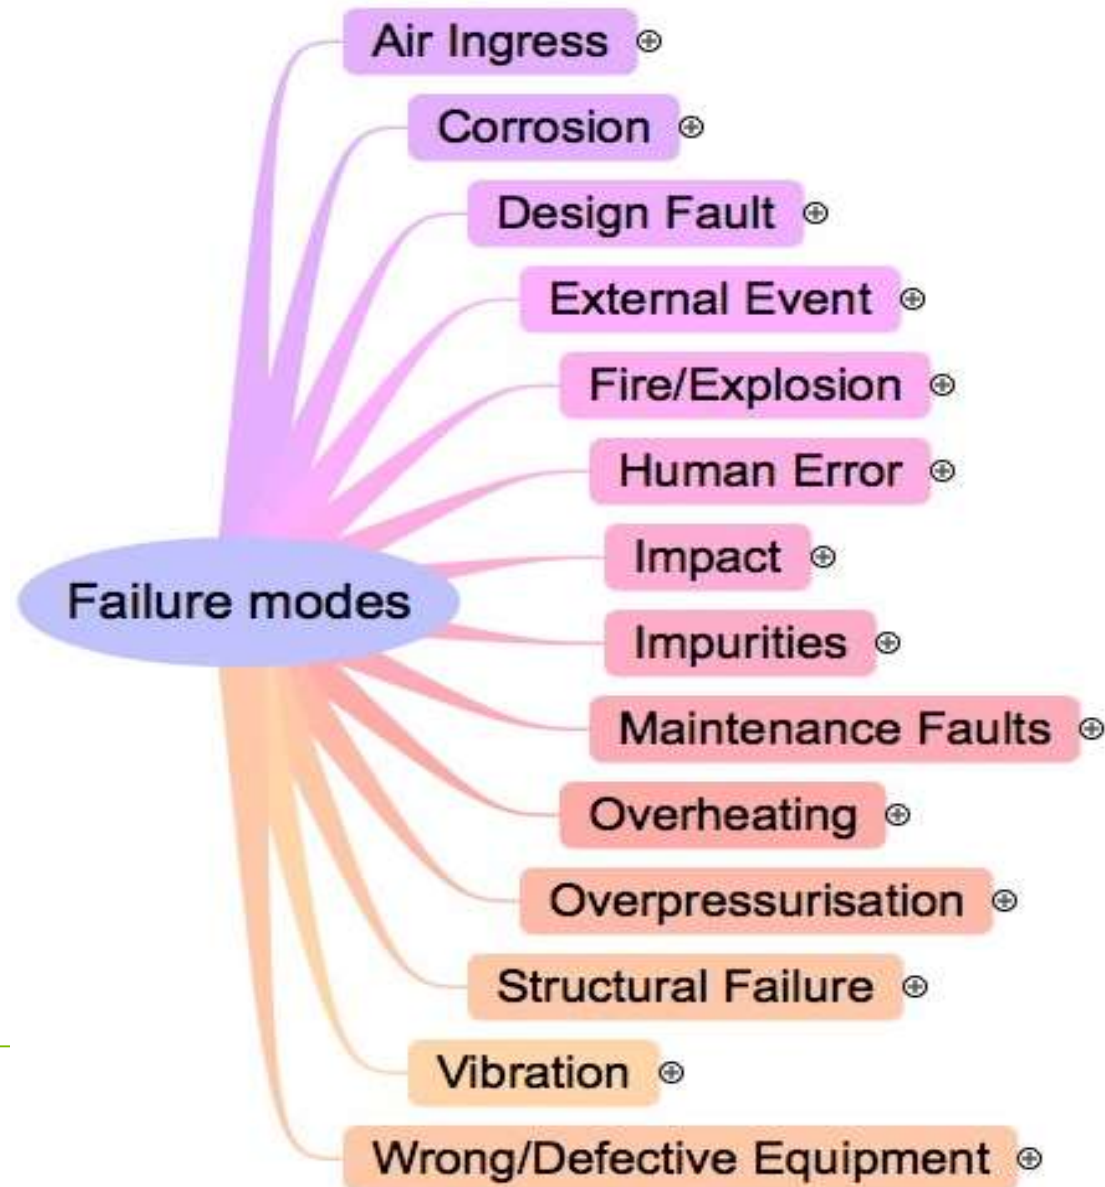 Air Ingress
Corrosion
Design Fault
External Event
Fire/Explosion
Human Error
Impact
Failure modes
Impurities
Maintenance Faults
Overheating
Overpressurisation
Structural Failure
Vibration
Wrong/Defective Equipment